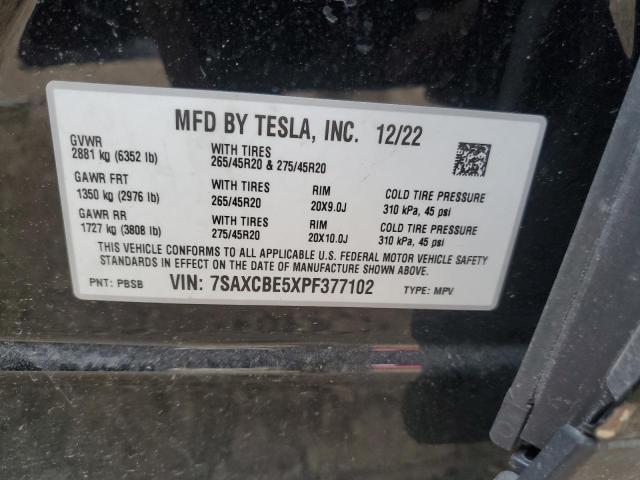 MFD BY TESLA, INC. 12/22
GVWR
2881 kg (6352 lb)
WITH TIRES
265/45R20 & 275/45R20
GAWR FRT
1350 kg (2976 lb)
WITH TIRES
265/45R20
RIM
20X9.0J
COLD TIRE PRESSURE
310 kPa, 45 psi
GAWR RR
1727 kg (3808 lb)
WITH TIRES
275/45R20
RIM
20X10.0J
COLD TIRE PRESSURE
310 kPa, 45 psi
THIS VEHICLE CONFORMS TO ALL APPLICABLE U.S. FEDERAL MOTOR VEHICLE SAFETY
STANDARDS IN EFFECT ON THE DATE OF MANUFACTURE SHOWN ABOVE.
PNT: PBSB VIN: 7SAXCBE5XPF377102 TYPE: MPV